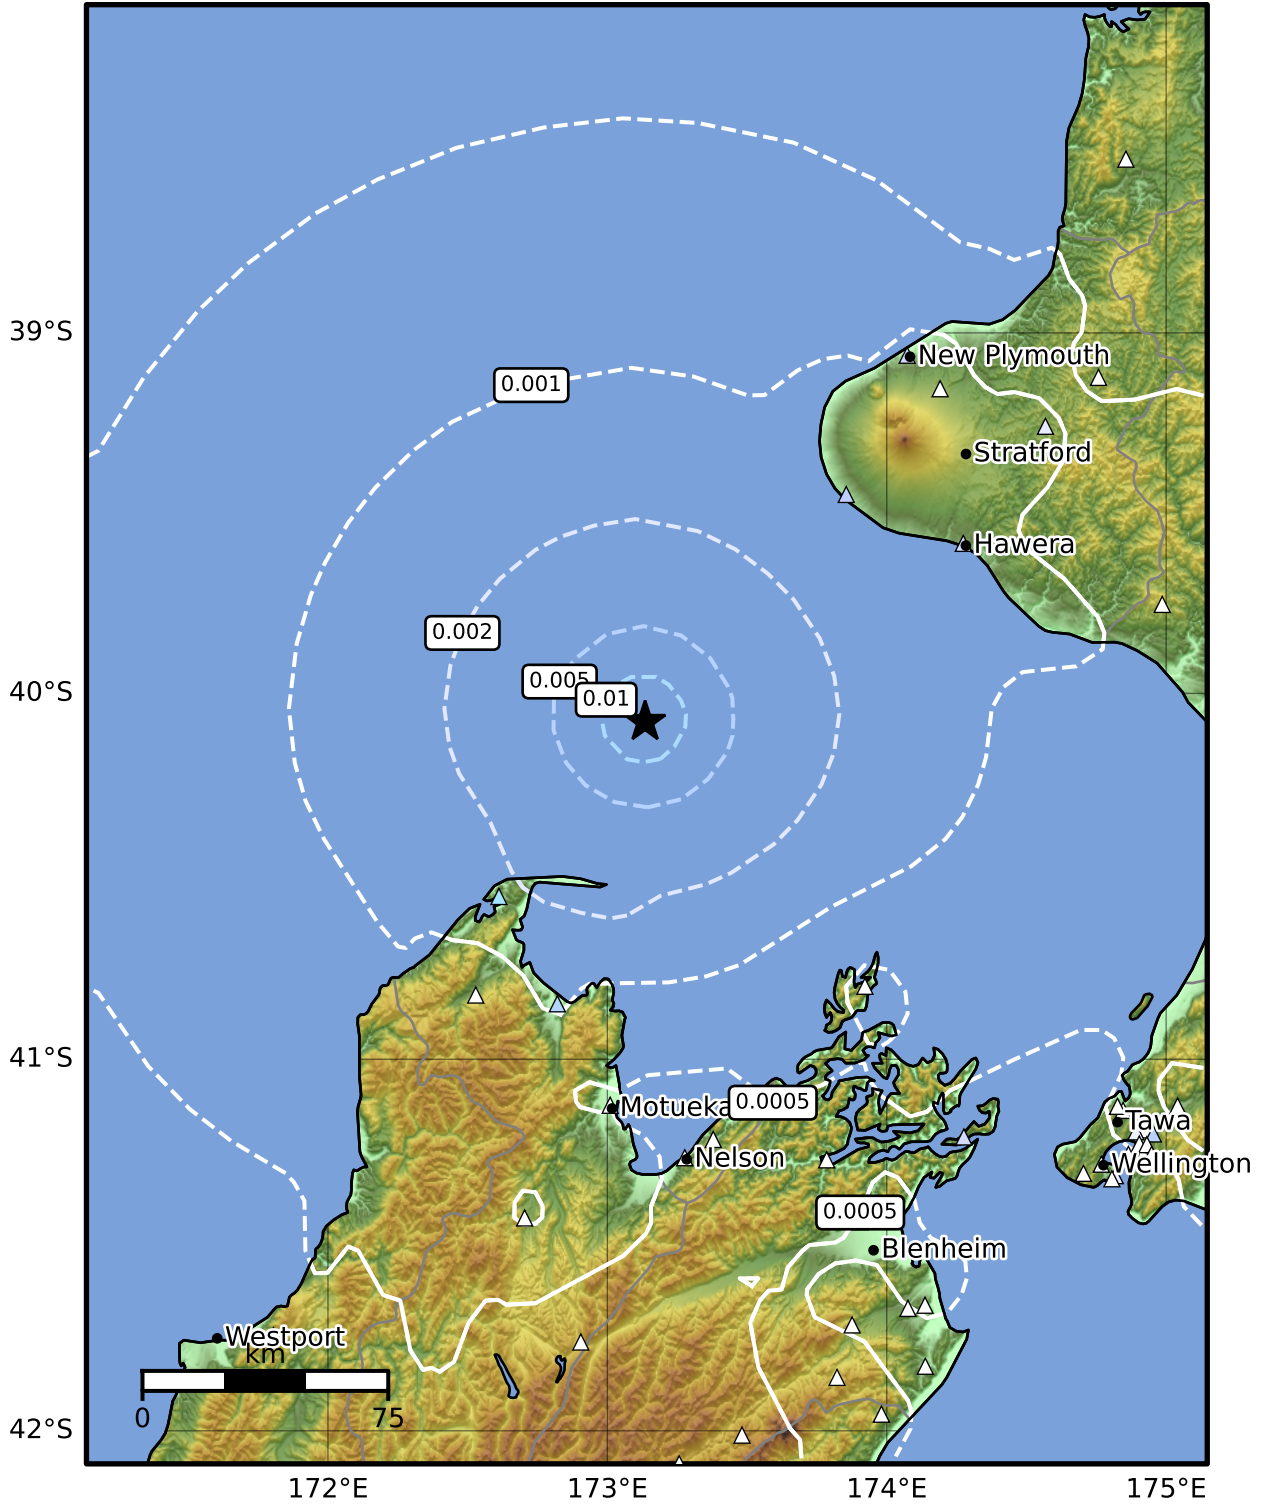 39°S
New Plymouth
0.001
Stratford
Hawera
0.002
0.005
0.01
40°S
41°S
Motueka
0.0005
Tawa
Nelson
Wellington
0.0005
Blenheim
Westport
km
0
75
42°S
172°E
173°E
174°E
175°E